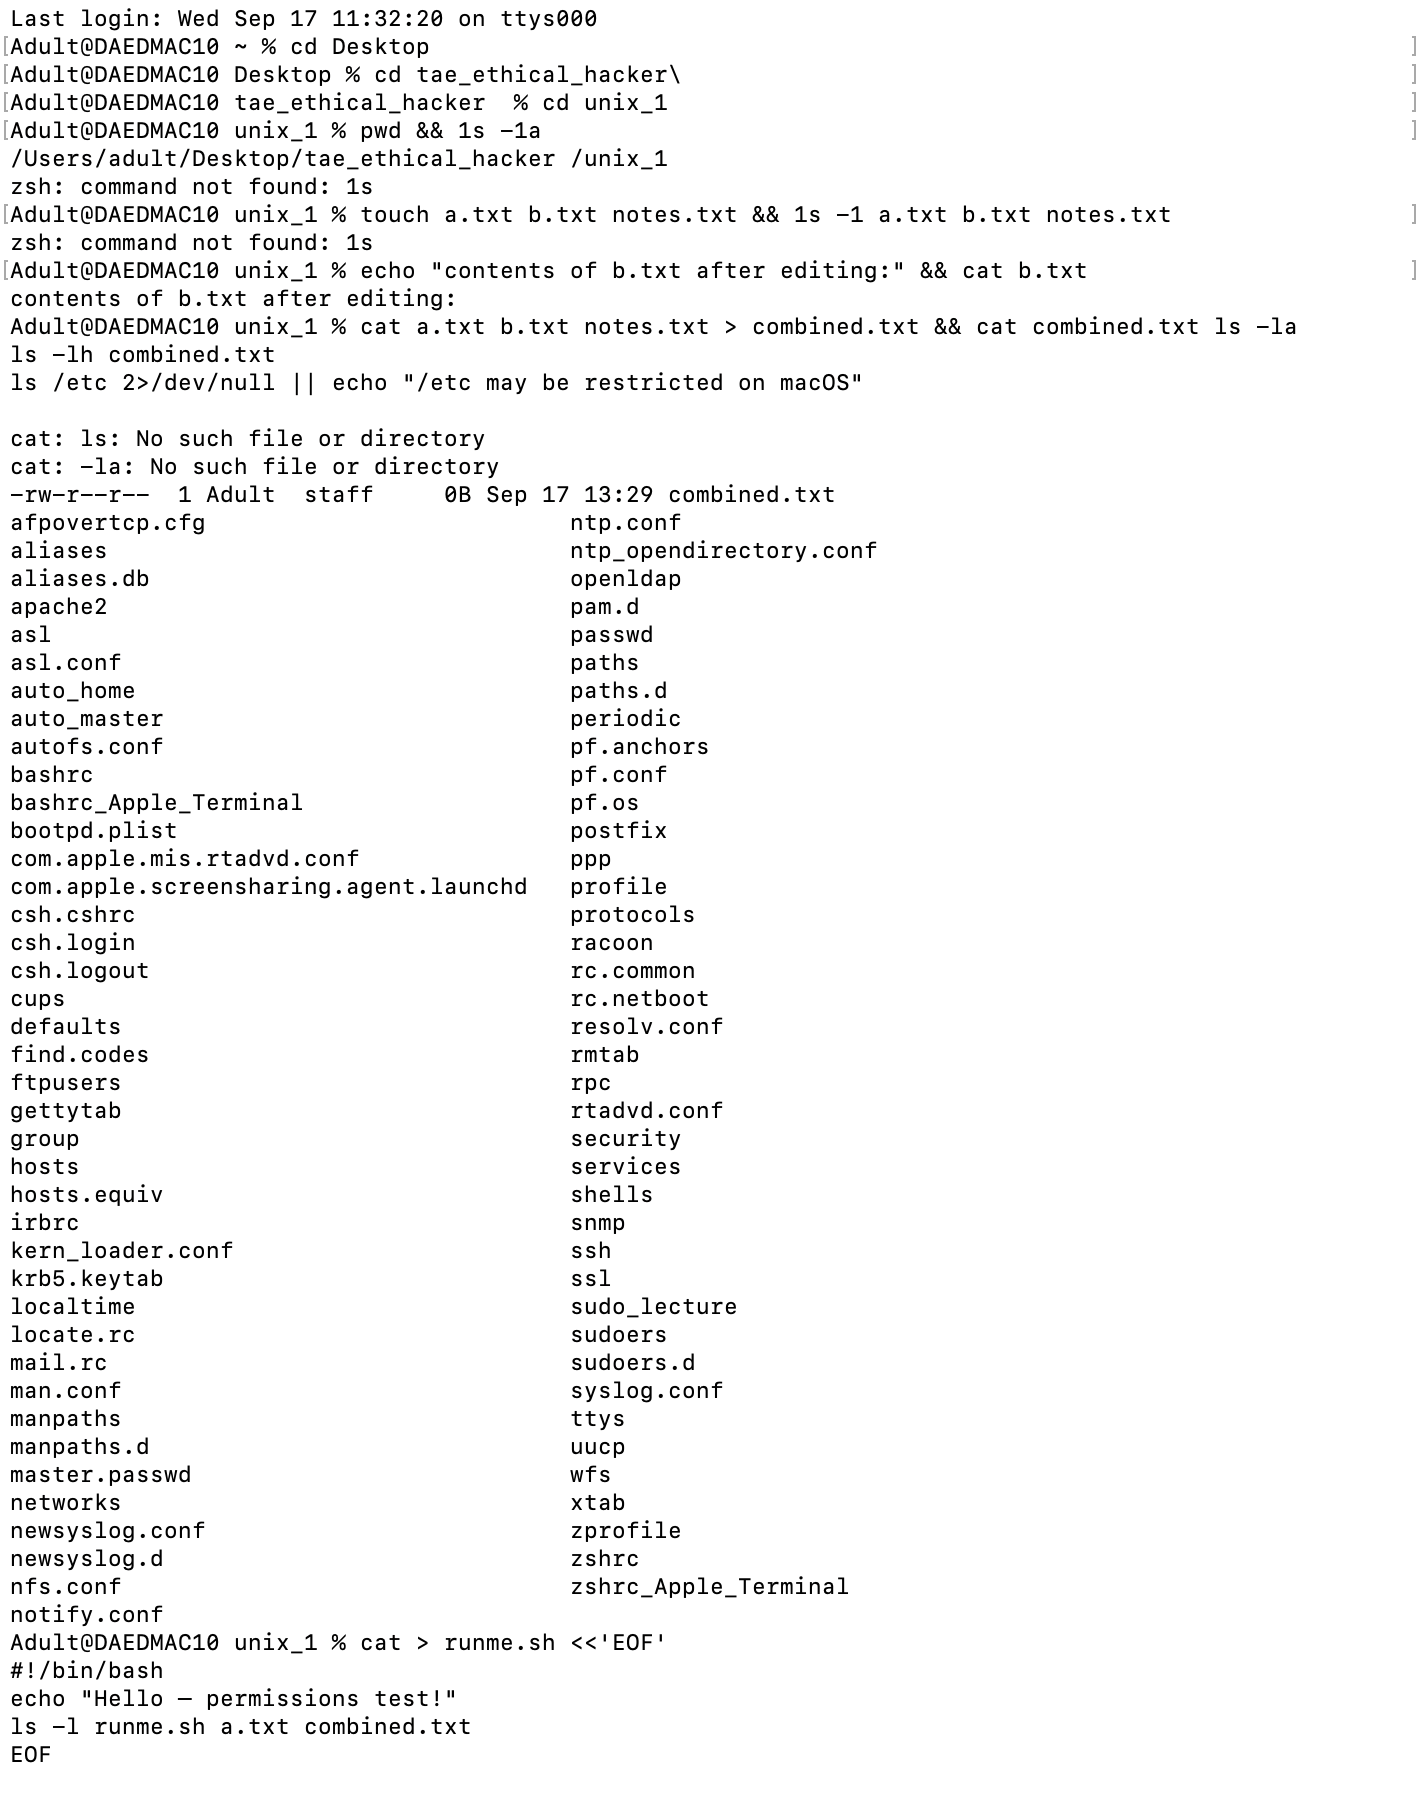 Last login: Wed Sep 17 11:32:20 on ttys000
[Adult@DAEDMAC10 ~ % cd Desktop ]
[Adult@DAEDMAC10 Desktop % cd tae_ethical_hacker\ ]
[Adult@DAEDMAC10 tae_ethical_hacker  % cd unix_1 ]
[Adult@DAEDMAC10 unix_1 % pwd && 1s -1a ]
/Users/adult/Desktop/tae_ethical_hacker /unix_1
zsh: command not found: 1s
[Adult@DAEDMAC10 unix_1 % touch a.txt b.txt notes.txt && 1s -1 a.txt b.txt notes.txt ]
zsh: command not found: 1s
[Adult@DAEDMAC10 unix_1 % echo "contents of b.txt after editing:" && cat b.txt ]
contents of b.txt after editing:
Adult@DAEDMAC10 unix_1 % cat a.txt b.txt notes.txt > combined.txt && cat combined.txt ls -la
ls -lh combined.txt
ls /etc 2>/dev/null || echo "/etc may be restricted on macOS"

cat: ls: No such file or directory
cat: -la: No such file or directory
-rw-r--r--  1 Adult  staff     0B Sep 17 13:29 combined.txt
afpovertcp.cfg                          ntp.conf
aliases                                 ntp_opendirectory.conf
aliases.db                              openldap
apache2                                 pam.d
asl                                     passwd
asl.conf                                paths
auto_home                               paths.d
auto_master                             periodic
autofs.conf                             pf.anchors
bashrc                                  pf.conf
bashrc_Apple_Terminal                   pf.os
bootpd.plist                            postfix
com.apple.mis.rtadvd.conf               ppp
com.apple.screensharing.agent.launchd   profile
csh.cshrc                               protocols
csh.login                               racoon
csh.logout                              rc.common
cups                                    rc.netboot
defaults                                resolv.conf
find.codes                              rmtab
ftpusers                                rpc
gettytab                                rtadvd.conf
group                                   security
hosts                                   services
hosts.equiv                             shells
irbrc                                   snmp
kern_loader.conf                        ssh
krb5.keytab                             ssl
localtime                               sudo_lecture
locate.rc                               sudoers
mail.rc                                 sudoers.d
man.conf                                syslog.conf
manpaths                                ttys
manpaths.d                              uucp
master.passwd                           wfs
networks                                xtab
newsyslog.conf                          zprofile
newsyslog.d                             zshrc
nfs.conf                                zshrc_Apple_Terminal
notify.conf
Adult@DAEDMAC10 unix_1 % cat > runme.sh <<'EOF'
#!/bin/bash
echo "Hello — permissions test!"
ls -l runme.sh a.txt combined.txt
EOF